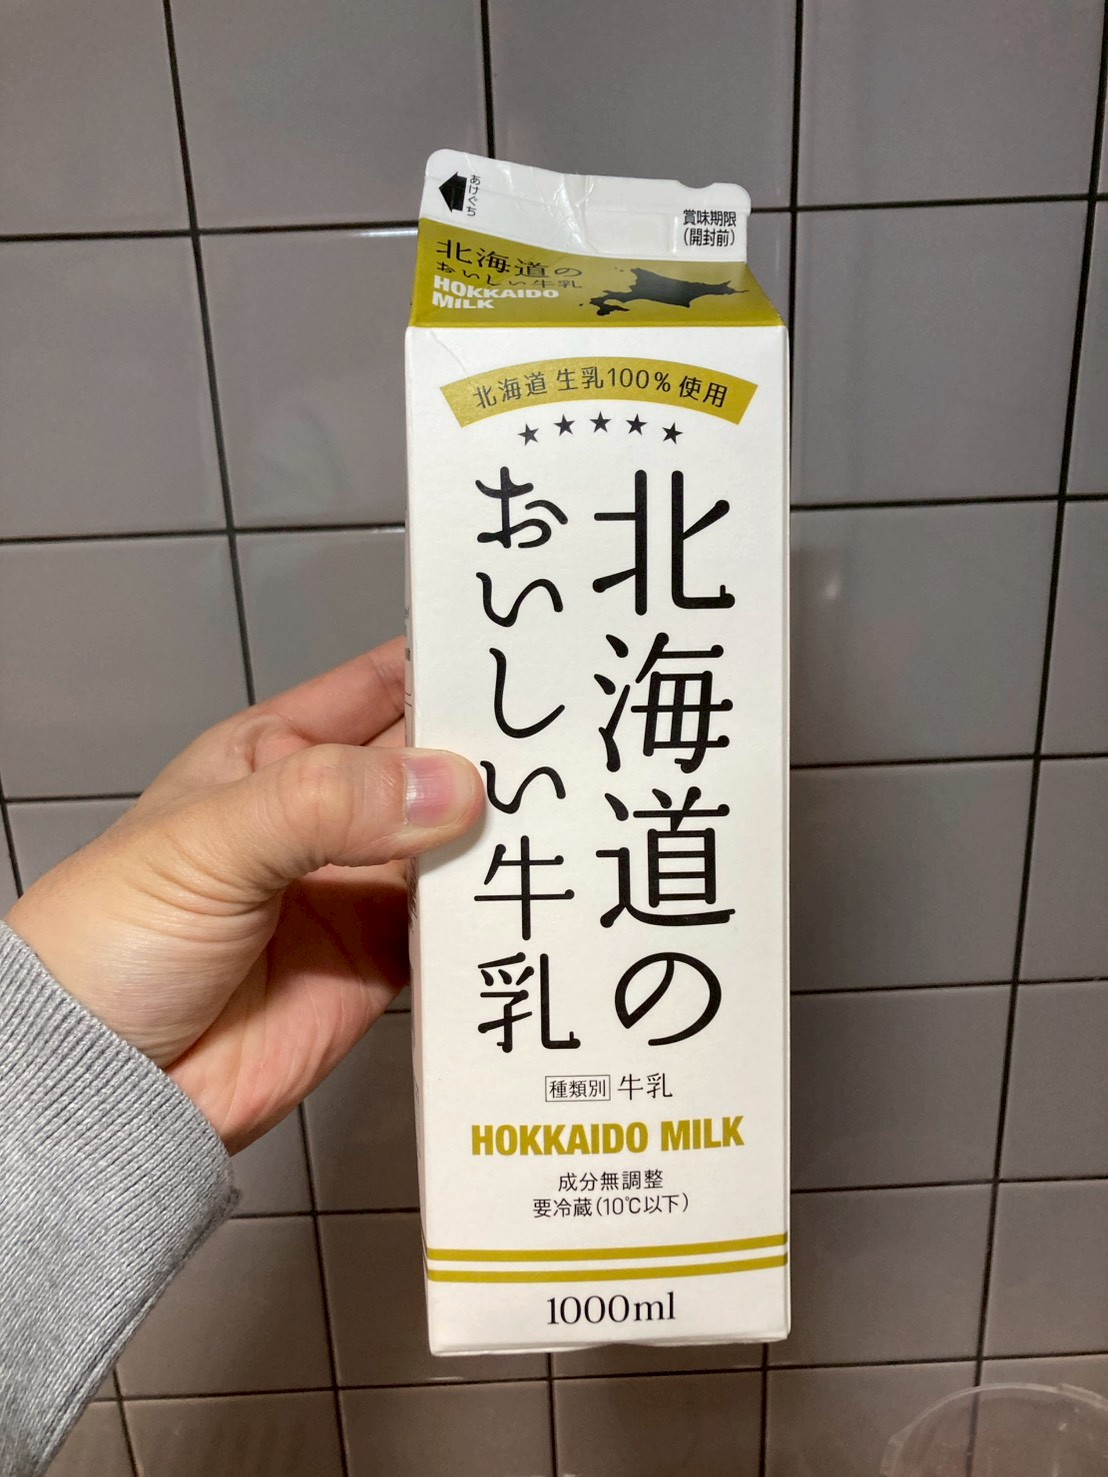 あけぐち
賞味期限
(開封前)
北海道の
おいしい牛乳
HOKKAIDO
MILK
北海道 生乳100%使用
★★★★★
北海道の
おいしい牛乳
種類別 牛乳
HOKKAIDO MILK
成分無調整
要冷蔵(10℃以下)
1000ml